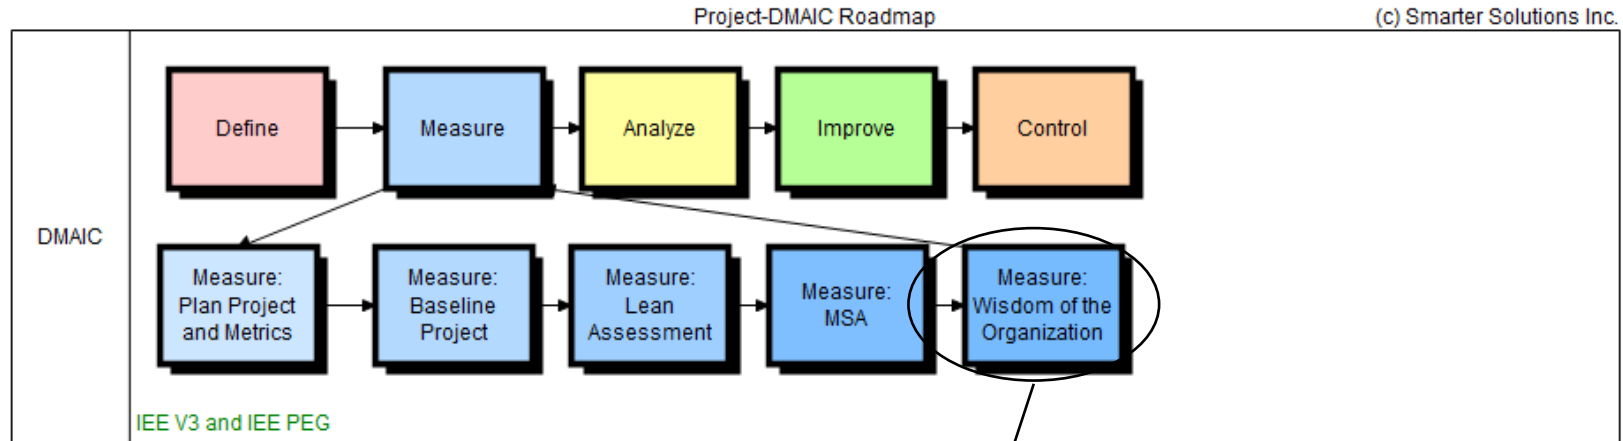 Project-DMAIC Roadmap
(c) Smarter Solutions Inc.
DMAIC
Define
Measure
Analyze
Improve
Control
Measure:
Plan Project
and Metrics
Measure:
Baseline
Project
Measure:
Lean
Assessment
Measure:
MSA
Measure:
Wisdom of the
Organization
IEE V3 and IEE PEG